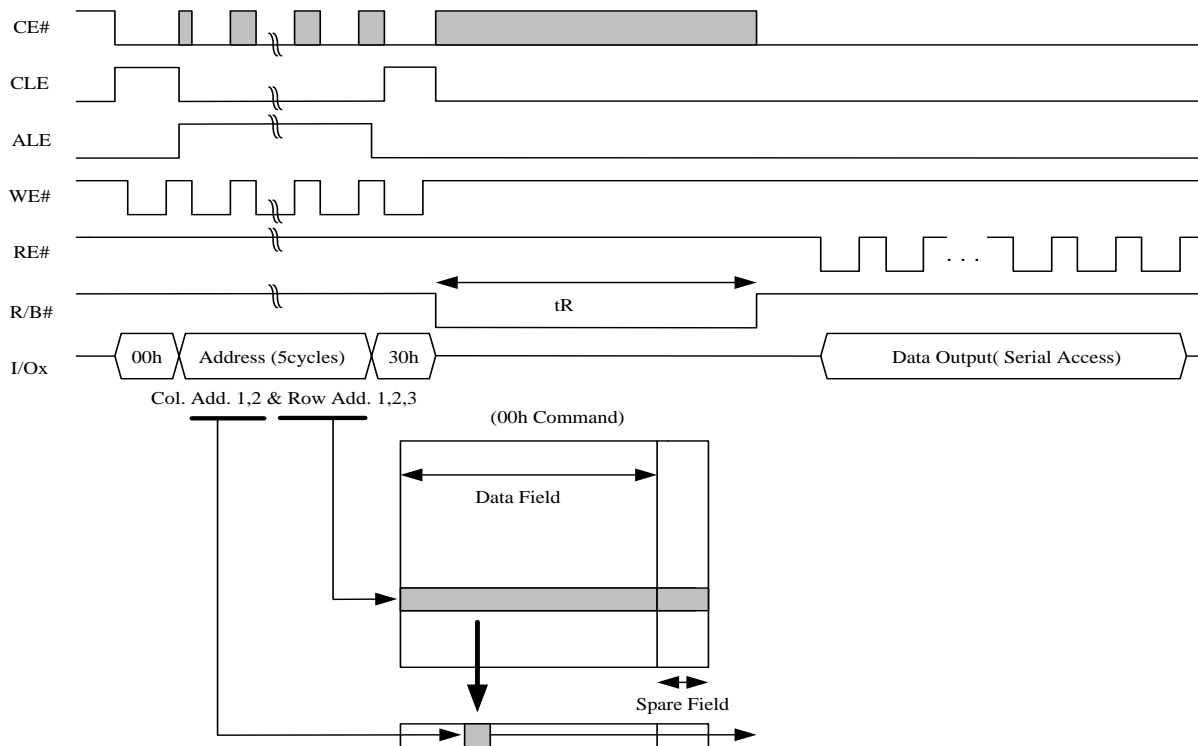 CE#
CLE
ALE
WE#
RE#
. . .
R/B#
tR
I/Ox
00h
Address (5cycles)
30h
Data Output( Serial Access)
Col. Add. 1,2 & Row Add. 1,2,3
(00h Command)
Data Field
Spare Field